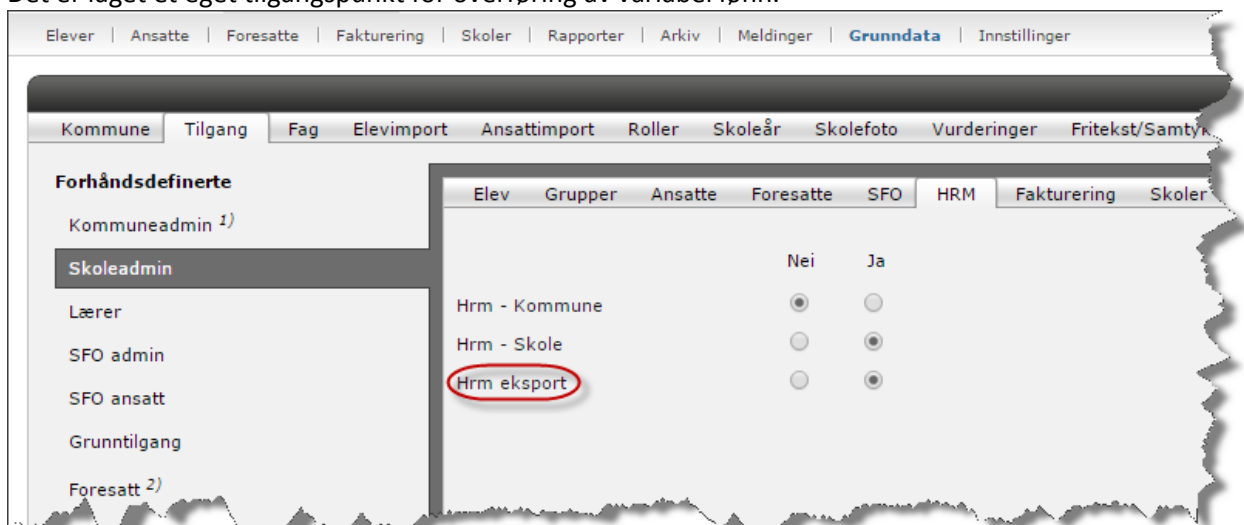 Det er laget et eget tilgangspunkt for overføring av variabel lønn.
Elever | Ansatte | Foresatte | Fakturering | Skoler | Rapporter | Arkiv | Meldinger | Grunndata | Innstillinger
Kommune Tilgang Fag Elevimport Ansattimport Roller Skoleår Skolefoto Vurderinger
Forhåndsdefinerte
Elev Grupper Ansatte Foresatte SFO HRM Fakturering Skoler
Kommuneadmin 1)
Nei Ja
Skoleadmin
Hrm - Kommune
Lærer
Hrm - Skole
SFO admin
Hrm eksport
SFO ansatt
Grunntilgang
Foresatt 2)